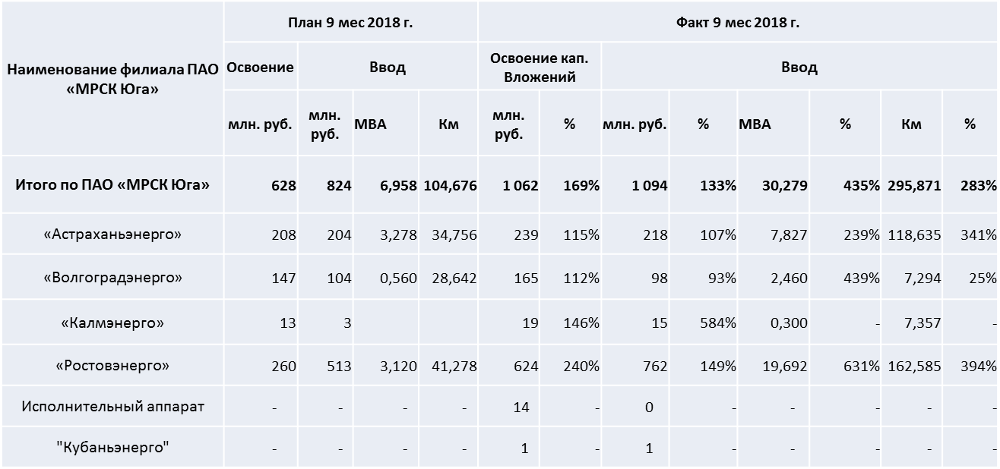 Наименование филиала ПАО
«МРСК Юга»
План 9 мес 2018 г.
Факт 9 мес 2018 г.
Освоение
Ввод
Освоение кап.
Вложений
Ввод
млн. руб.
млн.
руб.
МВА
Км
млн.
руб.
%
млн. руб.
%
МВА
%
Км
%
Итого по ПАО «МРСК Юга» 628 824 6,958 104,676 1 062 169% 1 094 133% 30,279 435% 295,871 283%
«Астраханьэнерго» 208 204 3,278 34,756 239 115% 218 107% 7,827 239% 118,635 341%
«Волгоградэнерго» 147 104 0,560 28,642 165 112% 98 93% 2,460 439% 7,294 25%
«Калмэнерго» 13 3 19 146% 15 584% 0,300 - 7,357 -
«Ростовэнерго» 260 513 3,120 41,278 624 240% 762 149% 19,692 631% 162,585 394%
Исполнительный аппарат - - - - 14 - 0 - - - - -
"Кубаньэнерго" - - - - 1 - 1 - - - - -